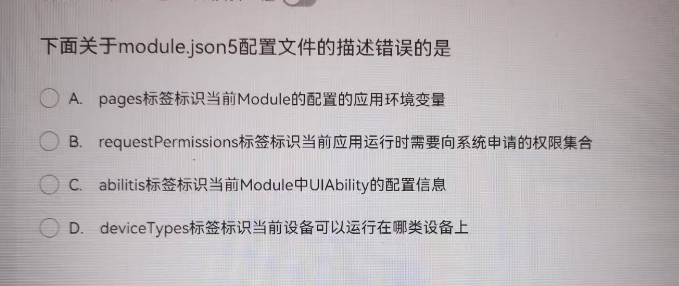 下面关于module.json5配置文件的描述错误的是
A. pages标签标识当前Module的配置的应用环境变量
B. requestPermissions标签标识当前应用运行时需要向系统申请的权限集合
C. abilitis标签标识当前Module中UIAbility的配置信息
D. deviceTypes标签标识当前设备可以运行在哪类设备上